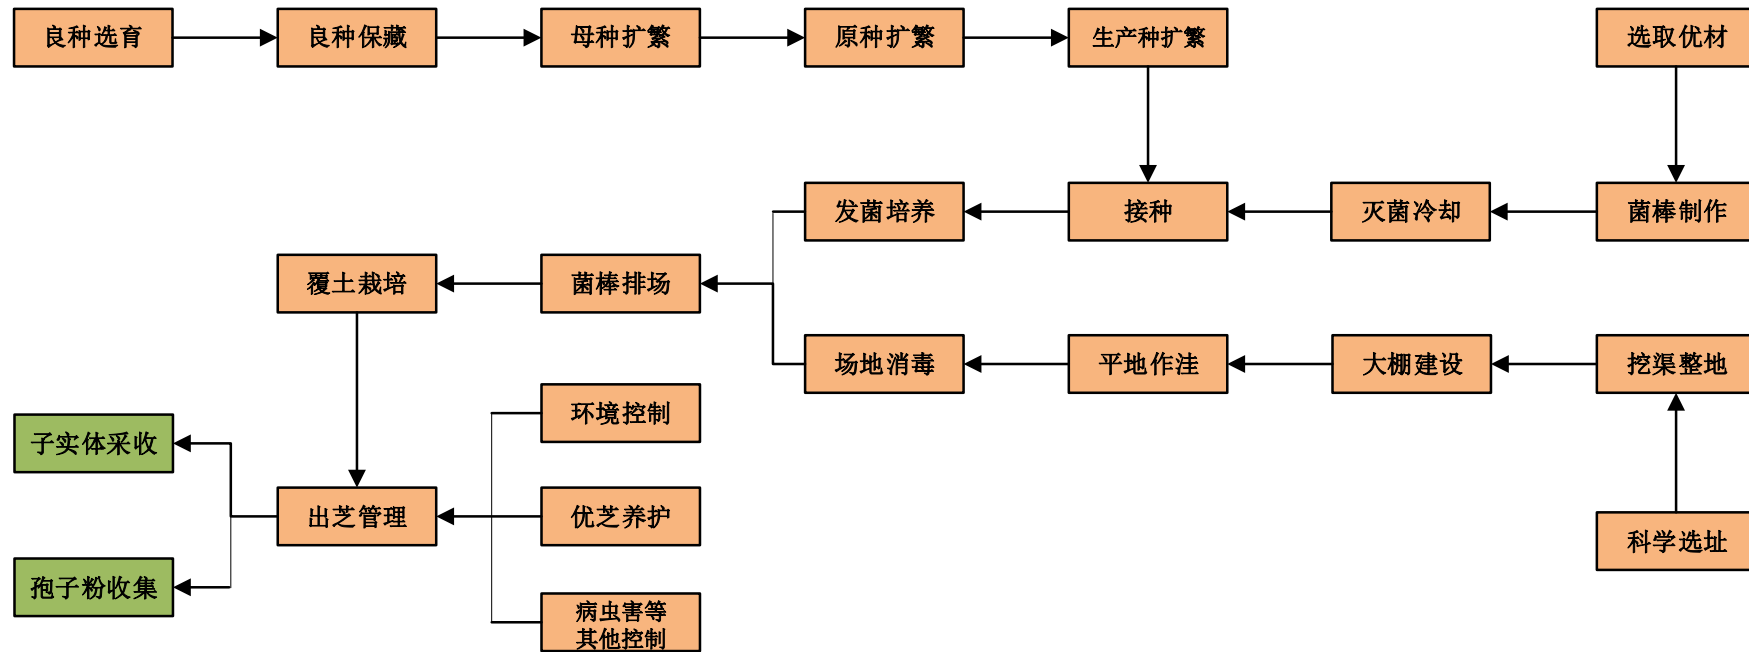 良种选育
良种保藏
母种扩繁
原种扩繁
生产种扩繁
选取优材
发菌培养
接种
灭菌冷却
菌棒制作
覆土栽培
菌棒排场
场地消毒
平地作洼
大棚建设
挖渠整地
环境控制
子实体采收
出芝管理
优芝养护
科学选址
孢子粉收集
病虫害等
其他控制